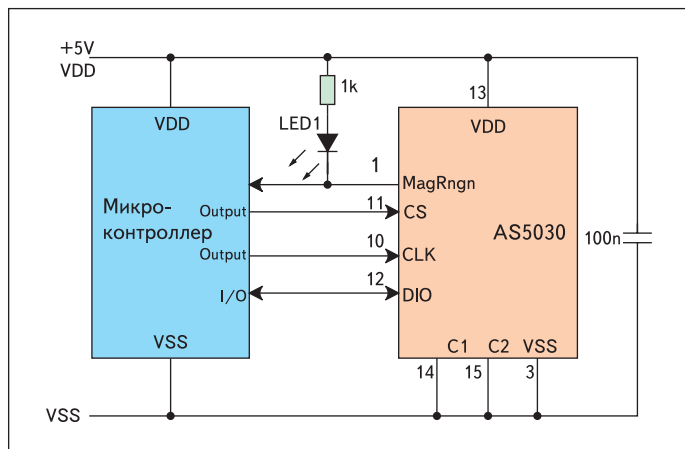 +5V
VDD
1k
13
VDD
LED1
VDD
1
MagRngn
Микро-
контроллер
Output
11
CS
AS5030
100n
Output
10
CLK
I/O
12
DIO
VSS
C1
C2
VSS
14
15
3
VSS